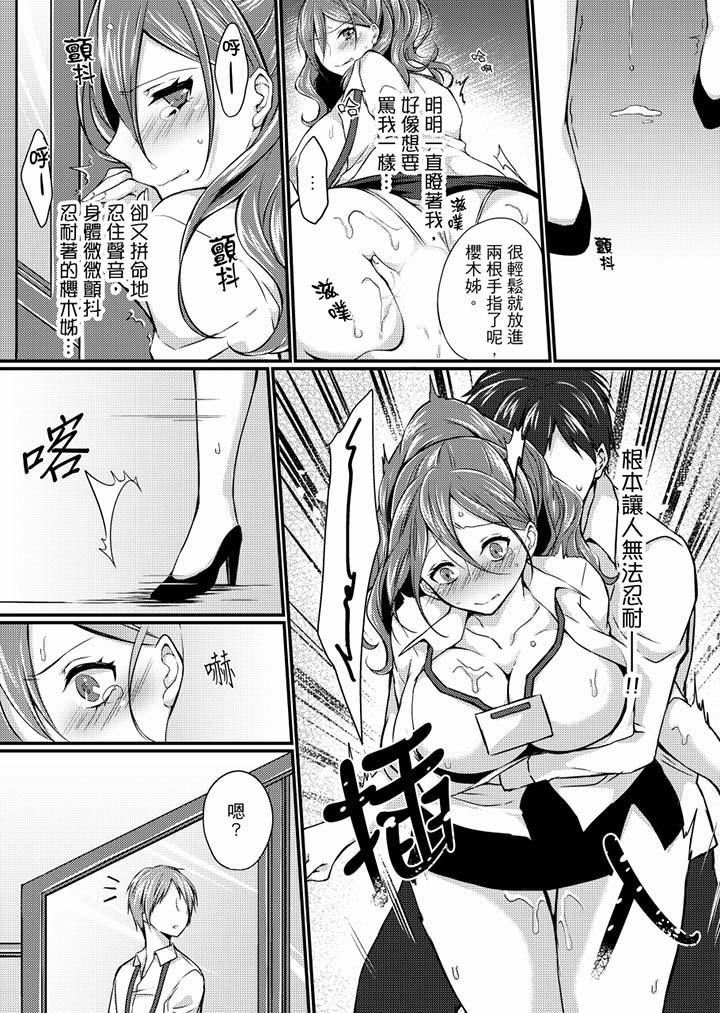 顫抖
很輕鬆就放進
兩根手指了呢，
櫻木姊。
明明一直瞪著我，
好像想要
罵我一樣…
哈啊
哈
…
滋噗
滋噗
呼—
顫抖
呼—
顫抖
卻又拼命地
忍住聲音，
身體微微顫抖
忍耐著的櫻木姊…
根本讓人無法忍耐——!!
插入
喀
嚇
嗯？